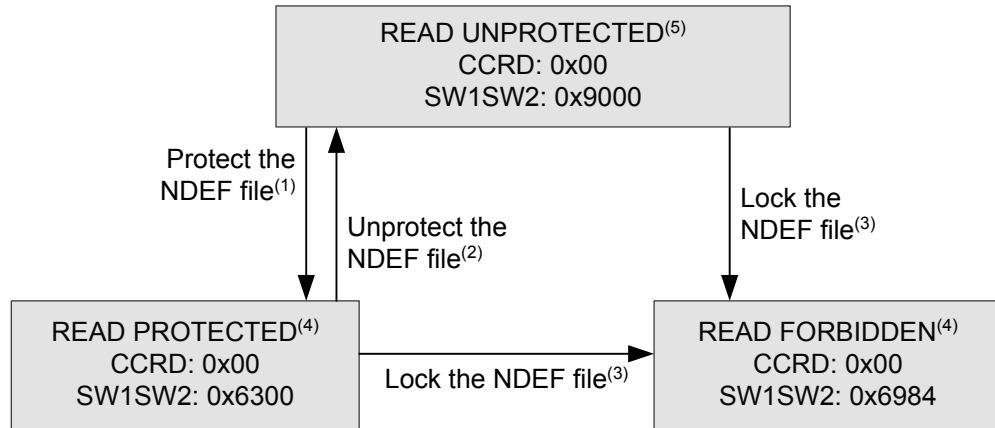 READ UNPROTECTED(5)
CCRD: 0x00
SW1SW2: 0x9000
Protect the
NDEF file(1)
Unprotect the
NDEF file(2)
Lock the
NDEF file(3)
READ PROTECTED(4)
CCRD: 0x00
SW1SW2: 0x6300
Lock the NDEF file(3)
READ FORBIDDEN(4)
CCRD: 0x00
SW1SW2: 0x6984